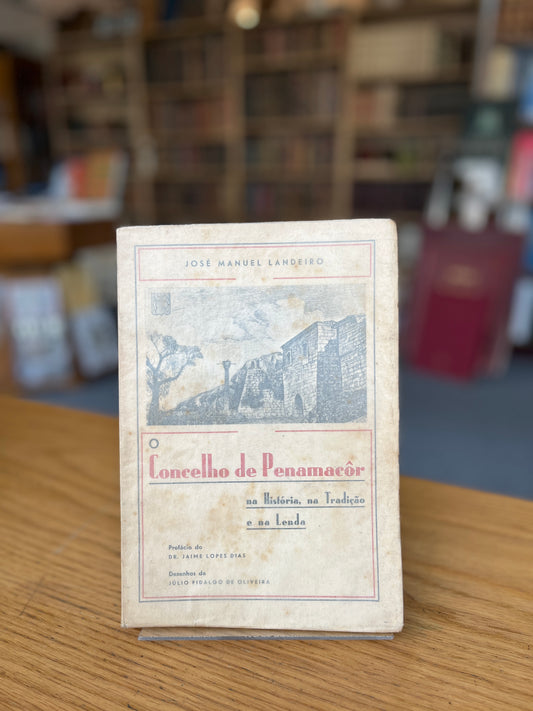 JOSÉ MANUEL LANDEIRO
O
Concelho de Penamacôr
na História, na Tradição
e na Lenda
Prefácio do
DR. JAIME LOPES DIAS
Desenhos de
JÚLIO FIDALGO DE OLIVEIRA